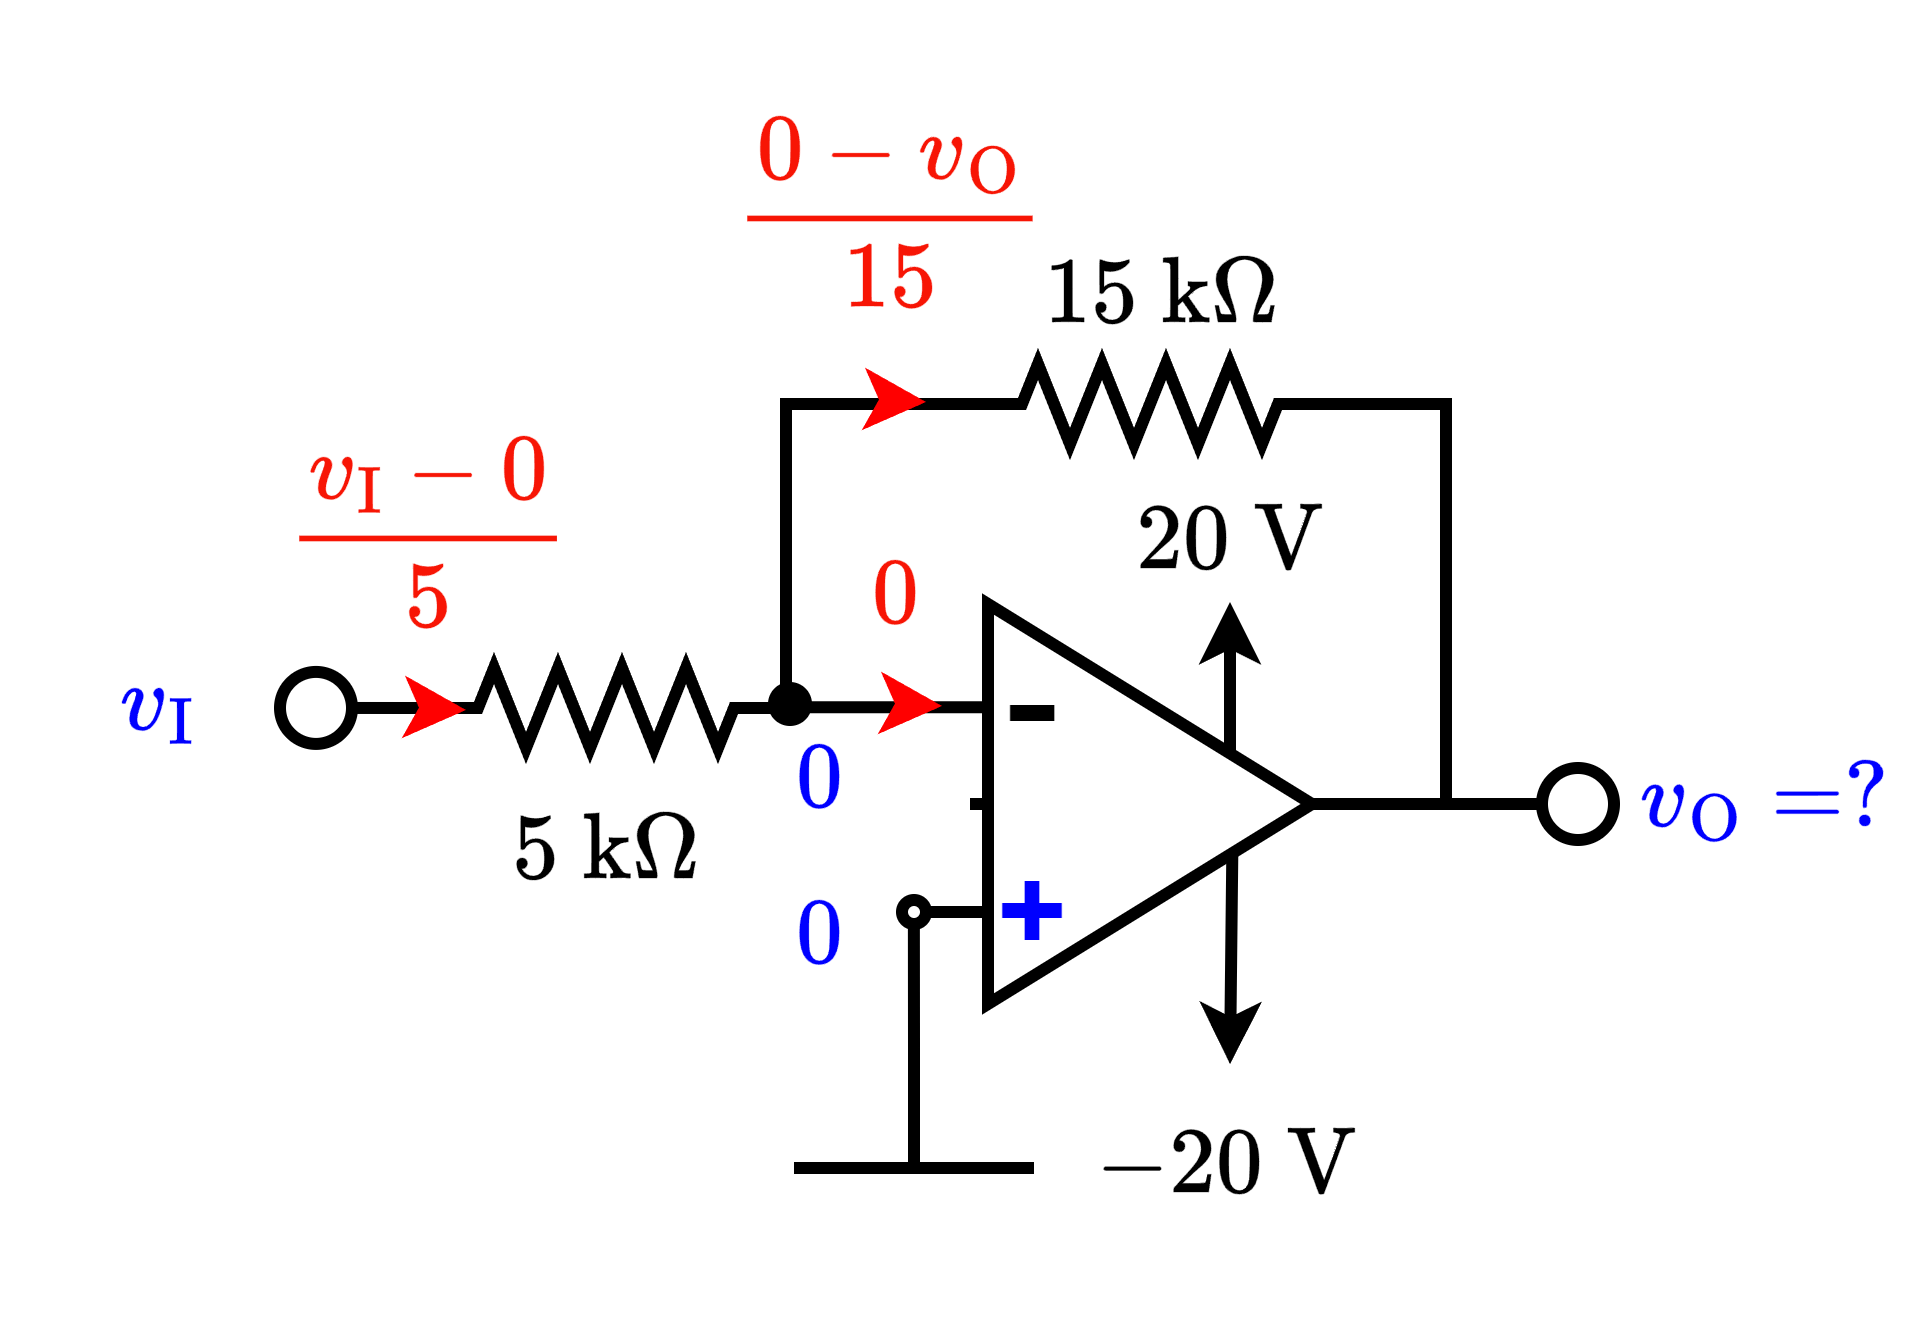 0 − v_O
15
15 kΩ
v_I − 0
5
20 V
0
v_I
-
0
v_O =?
5 kΩ
+
0
−20 V